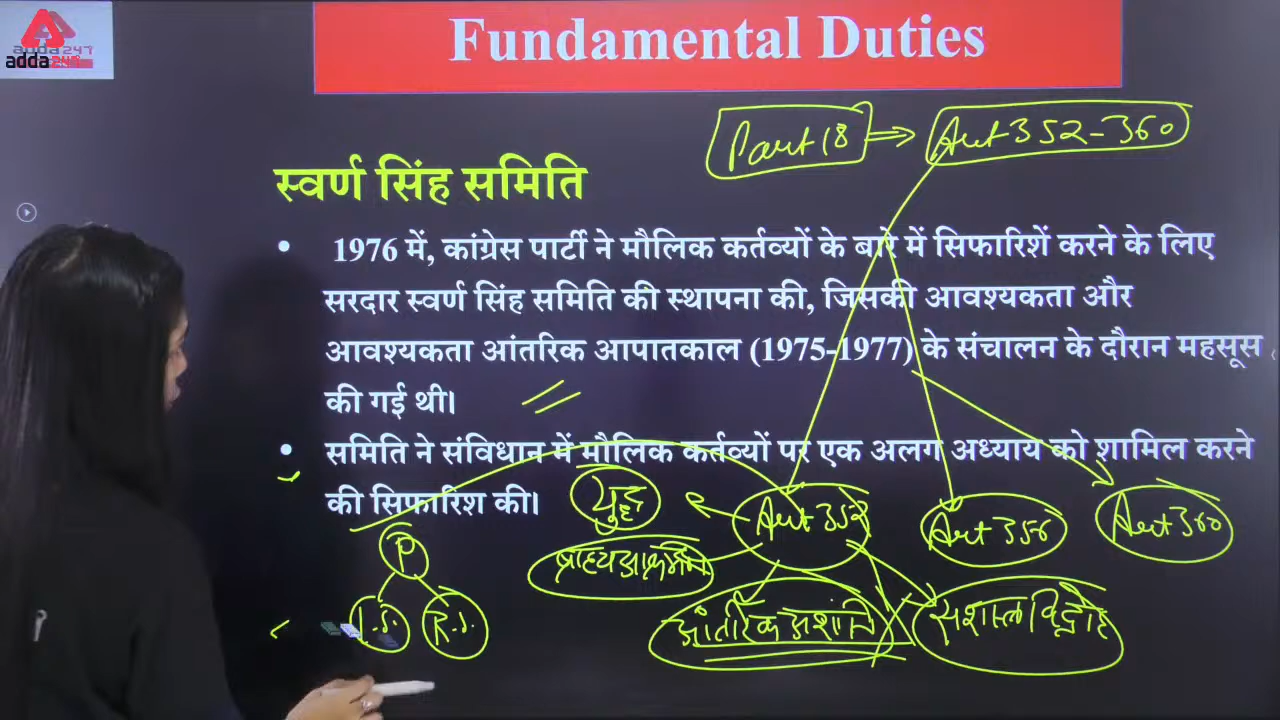 adda247
adda247
Fundamental Duties
Part 18 ⇒ Art 352-360
स्वर्ण सिंह समिति
• 1976 में, कांग्रेस पार्टी ने मौलिक कर्तव्यों के बारे में सिफारिशें करने के लिए
सरदार स्वर्ण सिंह समिति की स्थापना की, जिसकी आवश्यकता और
आवश्यकता आंतरिक आपातकाल (1975-1977) के संचालन के दौरान महसूस
की गई थी।
• समिति ने संविधान में मौलिक कर्तव्यों पर एक अलग अध्याय को शामिल करने
की सिफारिश की।
युद्ध Art 352 Art 356 Art 360
P
L.S. R.S.
आंतरिक अशांति सशस्त्र विद्रोह